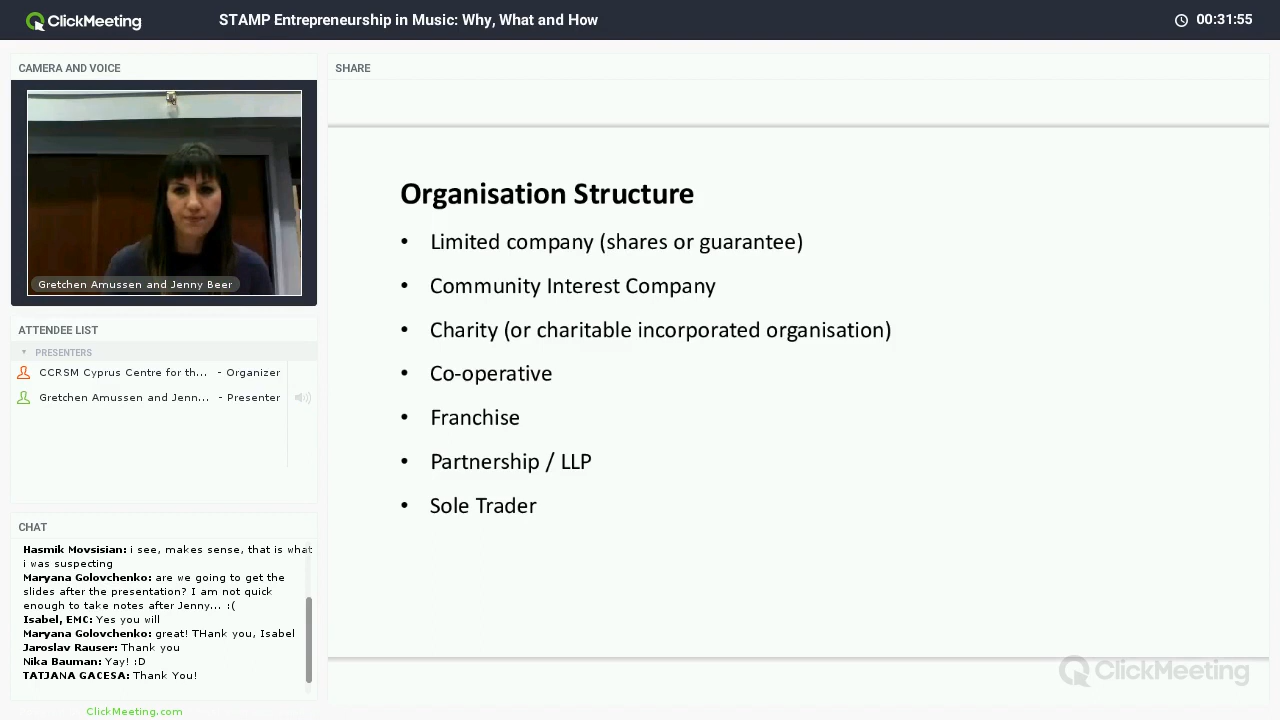 ClickMeeting
STAMP Entrepreneurship in Music: Why, What and How
00:31:55
CAMERA AND VOICE
Gretchen Amussen and Jenny Beer
ATTENDEE LIST
PRESENTERS
CCRSM Cyprus Centre for th... - Organizer
Gretchen Amussen and Jenn... - Presenter
CHAT
Hasmik Movsisian: i see, makes sense, that is what
i was suspecting
Maryana Golovchenko: are we going to get the
slides after the presentation? I am not quick
enough to take notes after Jenny... :(
Isabel, EMC: Yes you will
Maryana Golovchenko: great! THank you, Isabel
Jaroslav Rauser: Thank you
Nika Bauman: Yay! :D
TATJANA GACESA: Thank You!
ClickMeeting.com
SHARE
Organisation Structure
• Limited company (shares or guarantee)
• Community Interest Company
• Charity (or charitable incorporated organisation)
• Co-operative
• Franchise
• Partnership / LLP
• Sole Trader
ClickMeeting